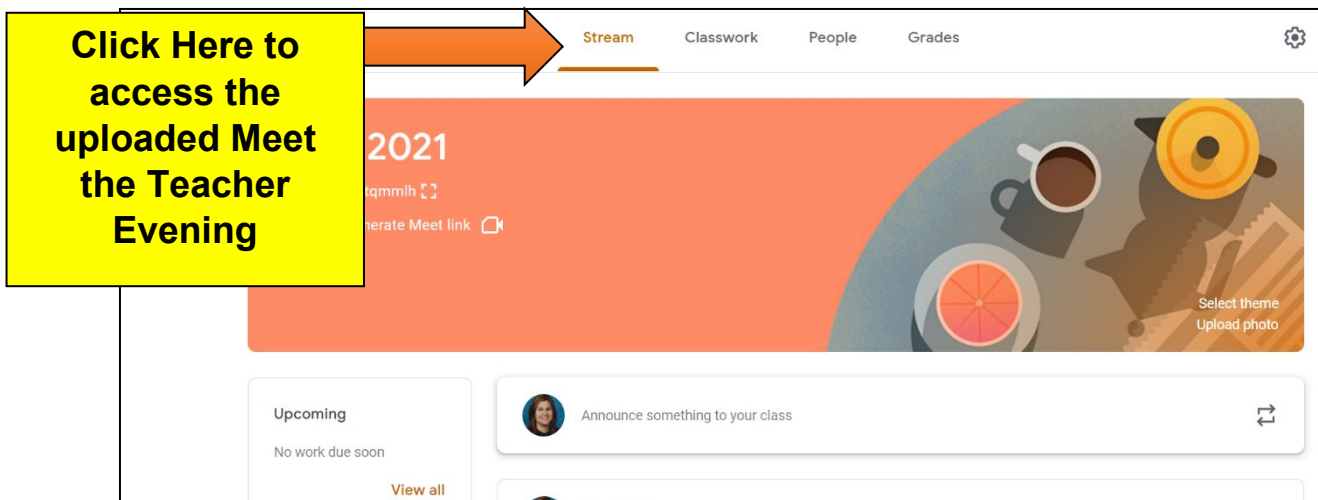 Click Here to
access the
uploaded Meet
the Teacher
Evening
Stream Classwork People Grades
2021
tqmmlh
nerate Meet link
Select theme
Upload photo
Upcoming
No work due soon
View all
Announce something to your class